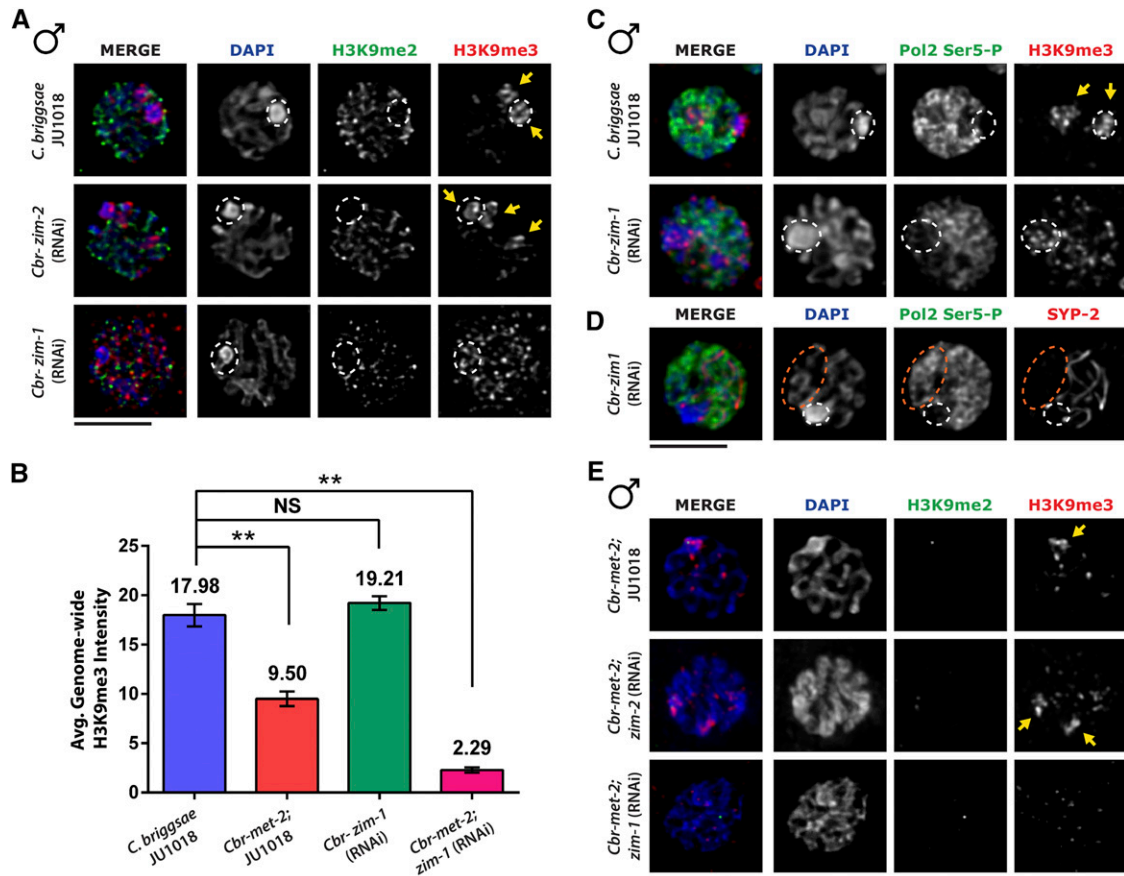 A
♂
MERGE DAPI H3K9me2 H3K9me3
C. briggsae
JU1018
Cbr-zim-2
(RNAi)
Cbr-zim-1
(RNAi)
B
**
NS
**
Avg. Genome-wide
H3K9me3 Intensity
25
20
15
10
5
0
17.98
9.50
19.21
2.29
C. briggsae
JU1018
Cbr-met-2;
JU1018
Cbr-zim-1
(RNAi)
Cbr-met-2;
zim-1 (RNAi)
C
♂
MERGE DAPI Pol2 Ser5-P H3K9me3
C. briggsae
JU1018
Cbr-zim-1
(RNAi)
D
MERGE DAPI Pol2 Ser5-P SYP-2
Cbr-zim1
(RNAi)
E
♂
MERGE DAPI H3K9me2 H3K9me3
Cbr-met-2;
JU1018
Cbr-met-2;
zim-2 (RNAi)
Cbr-met-2;
zim-1 (RNAi)